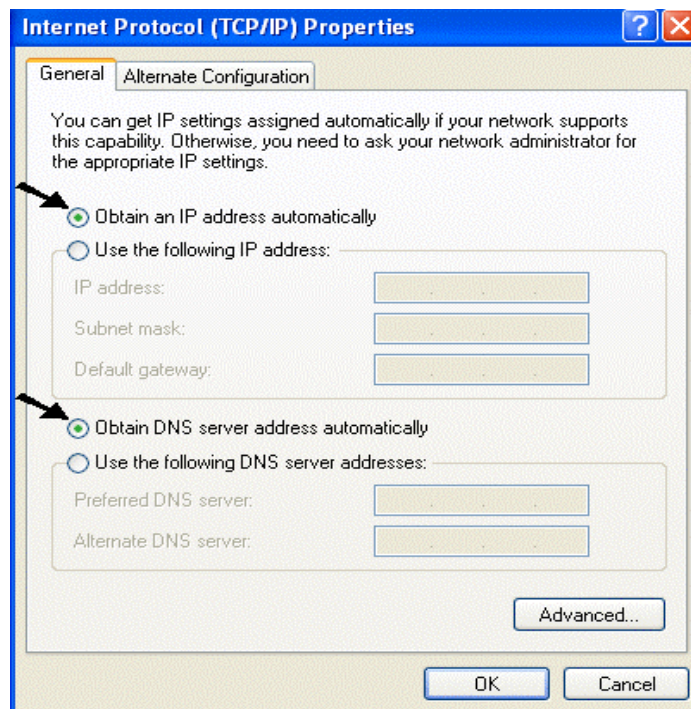 Internet Protocol (TCP/IP) Properties
General
Alternate Configuration
You can get IP settings assigned automatically if your network supports
this capability. Otherwise, you need to ask your network administrator for
the appropriate IP settings.
Obtain an IP address automatically
Use the following IP address:
IP address:
Subnet mask:
Default gateway:
Obtain DNS server address automatically
Use the following DNS server addresses:
Preferred DNS server:
Alternate DNS server:
Advanced...
OK
Cancel